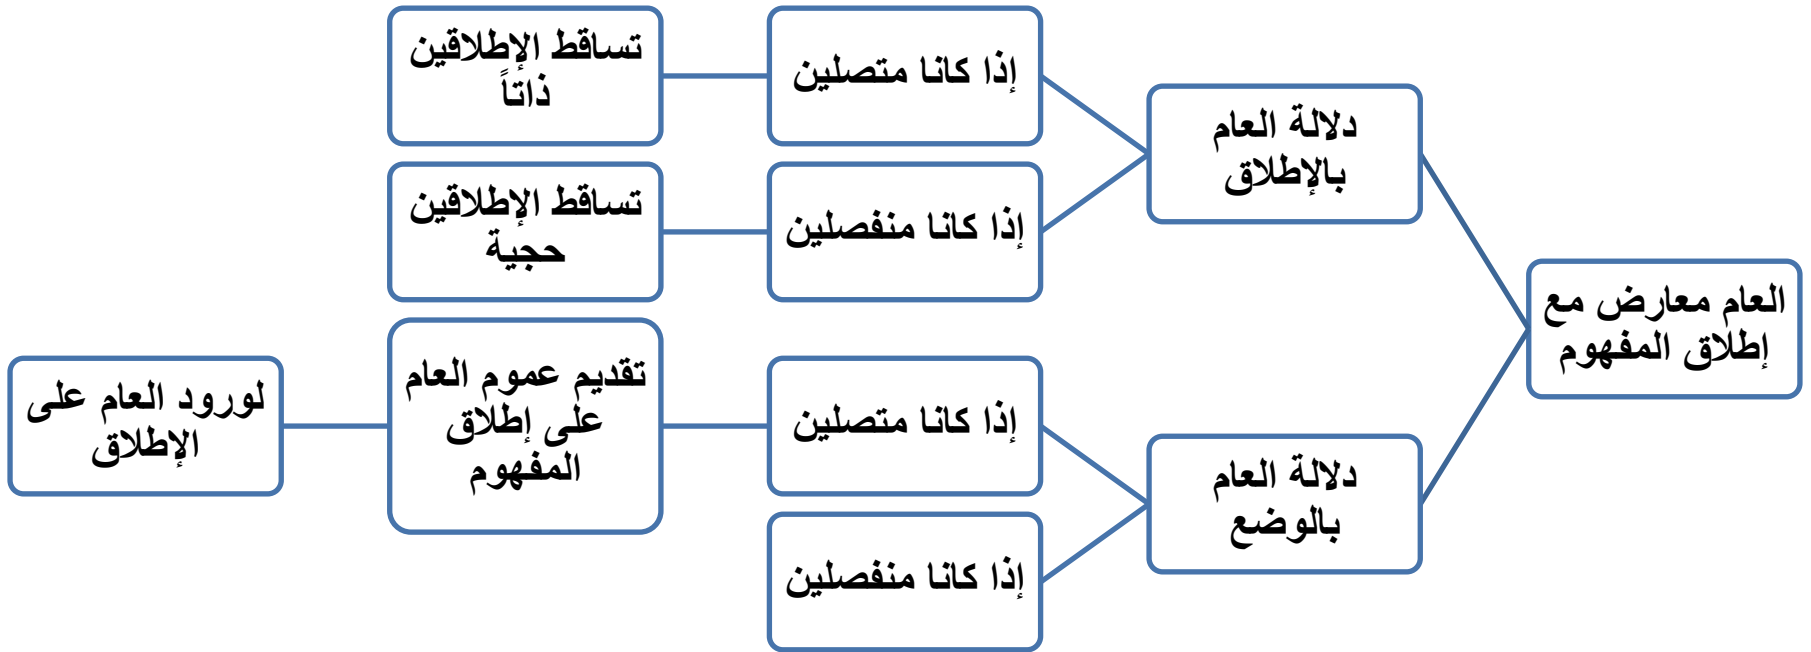 العام معارض مع
إطلاق المفهوم
دلالة العام
بالإطلاق
إذا كانا متصلين
تساقط الإطلاقين
ذاتاً
إذا كانا منفصلين
تساقط الإطلاقين
حجية
دلالة العام
بالوضع
إذا كانا متصلين
تقديم عموم العام
على إطلاق
المفهوم
لورود العام على
الإطلاق
إذا كانا منفصلين